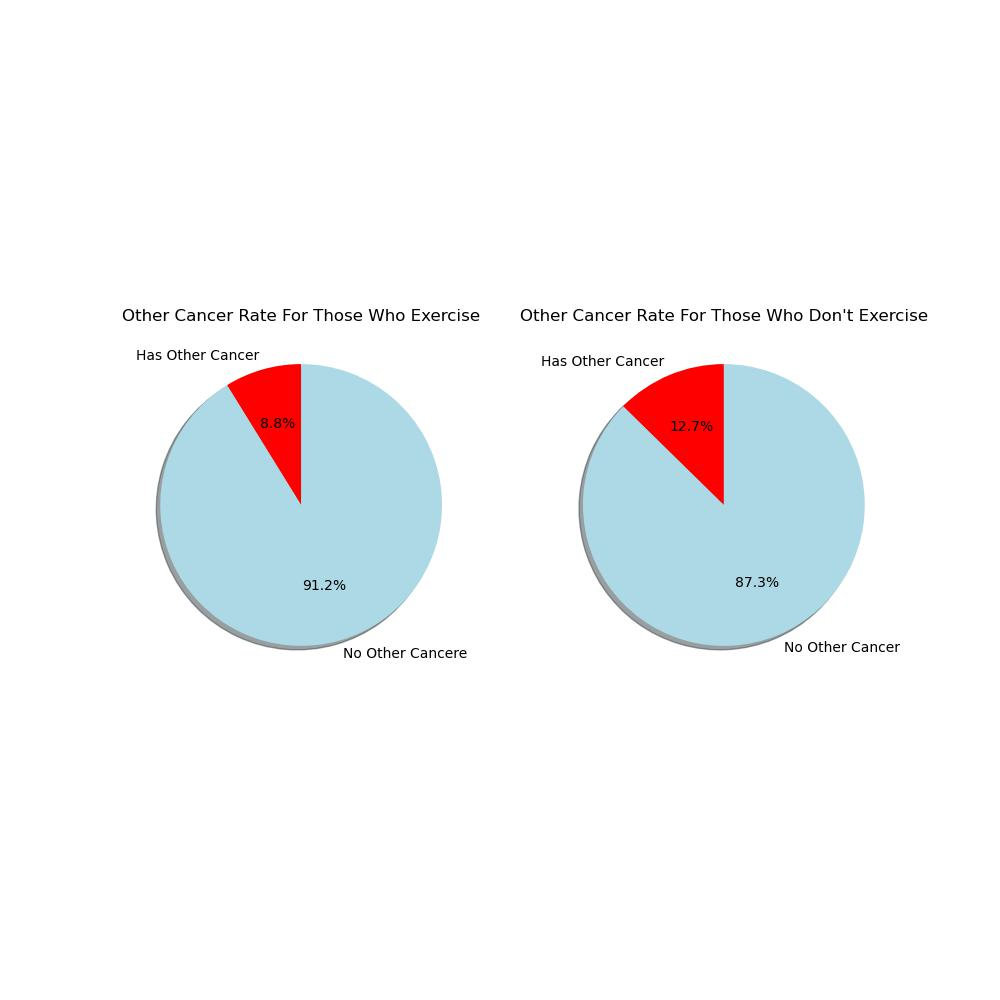 Other Cancer Rate For Those Who Exercise
Has Other Cancer
8.8%
91.2%
No Other Cancere
Other Cancer Rate For Those Who Don't Exercise
Has Other Cancer
12.7%
87.3%
No Other Cancer